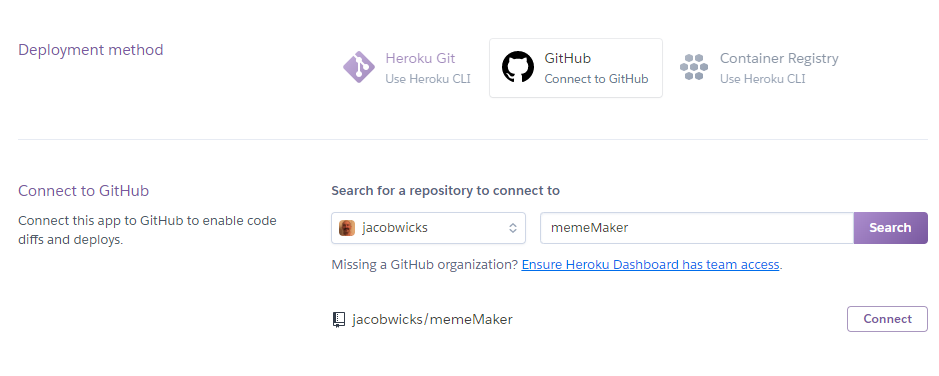 Deployment method
Heroku Git
Use Heroku CLI
GitHub
Connect to GitHub
Container Registry
Use Heroku CLI
Connect to GitHub
Connect this app to GitHub to enable code
diffs and deploys.
Search for a repository to connect to
jacobwicks
memeMaker
Search
Missing a GitHub organization? Ensure Heroku Dashboard has team access.
jacobwicks/memeMaker
Connect